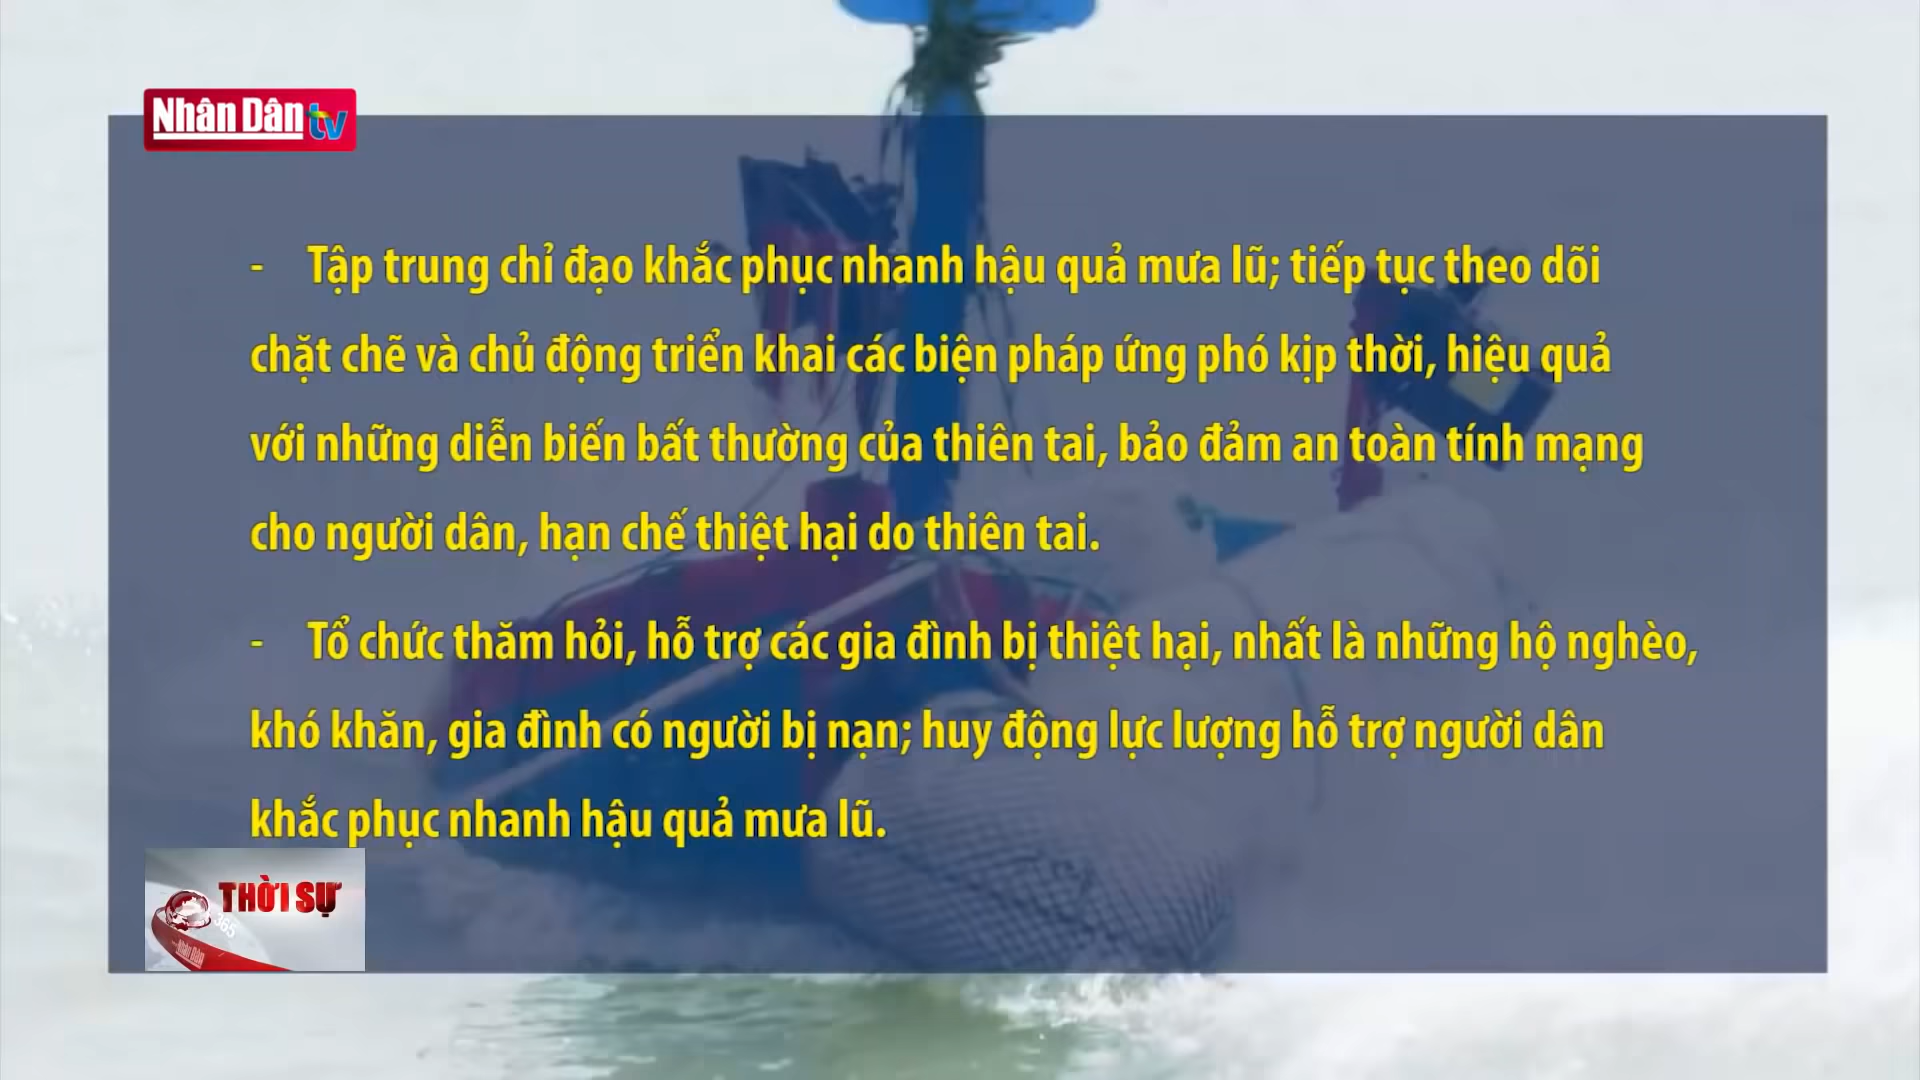 Nhân Dân tv
- Tập trung chỉ đạo khắc phục nhanh hậu quả mưa lũ; tiếp tục theo dõi
chặt chẽ và chủ động triển khai các biện pháp ứng phó kịp thời, hiệu quả
với những diễn biến bất thường của thiên tai, bảo đảm an toàn tính mạng
cho người dân, hạn chế thiệt hại do thiên tai.
- Tổ chức thăm hỏi, hỗ trợ các gia đình bị thiệt hại, nhất là những hộ nghèo,
khó khăn, gia đình có người bị nạn; huy động lực lượng hỗ trợ người dân
khắc phục nhanh hậu quả mưa lũ.
THỜI SỰ
365
Nhân Dân